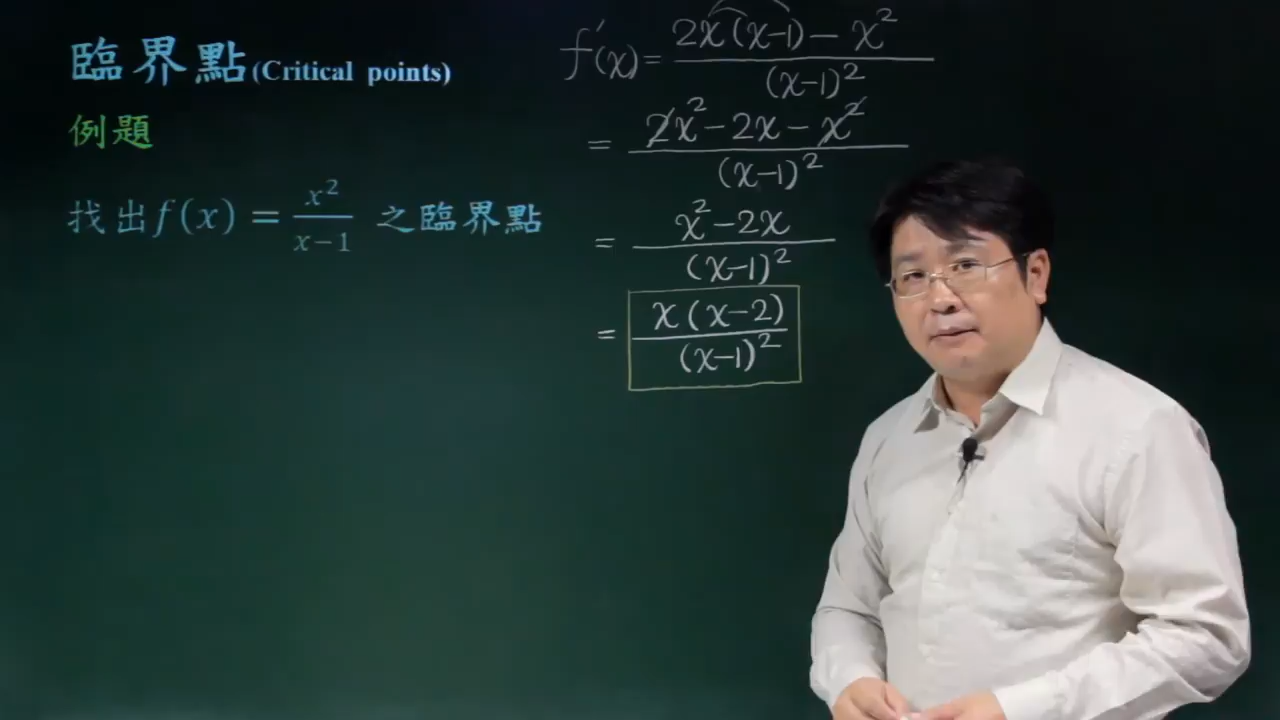 臨界點(Critical points)
例題
找出f(x) = x²/(x−1) 之臨界點
f'(x) = (2x(x-1) - x²)/(x-1)²
= (2x² - 2x - x²)/(x-1)²
= (x² - 2x)/(x-1)²
= x(x-2)/(x-1)²